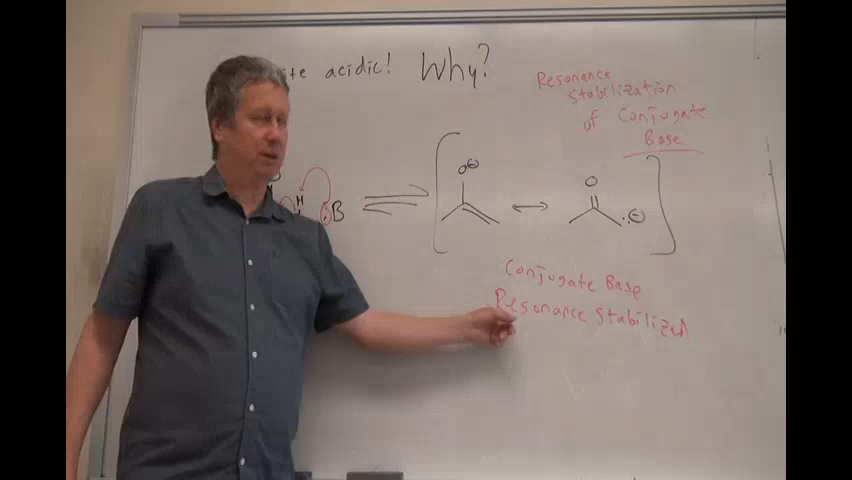 acidic! Why?
Resonance
Stabilization
of Conjugate
Base
O⊖
O
H
:B
:⊖
Conjugate Base
Resonance Stabilized